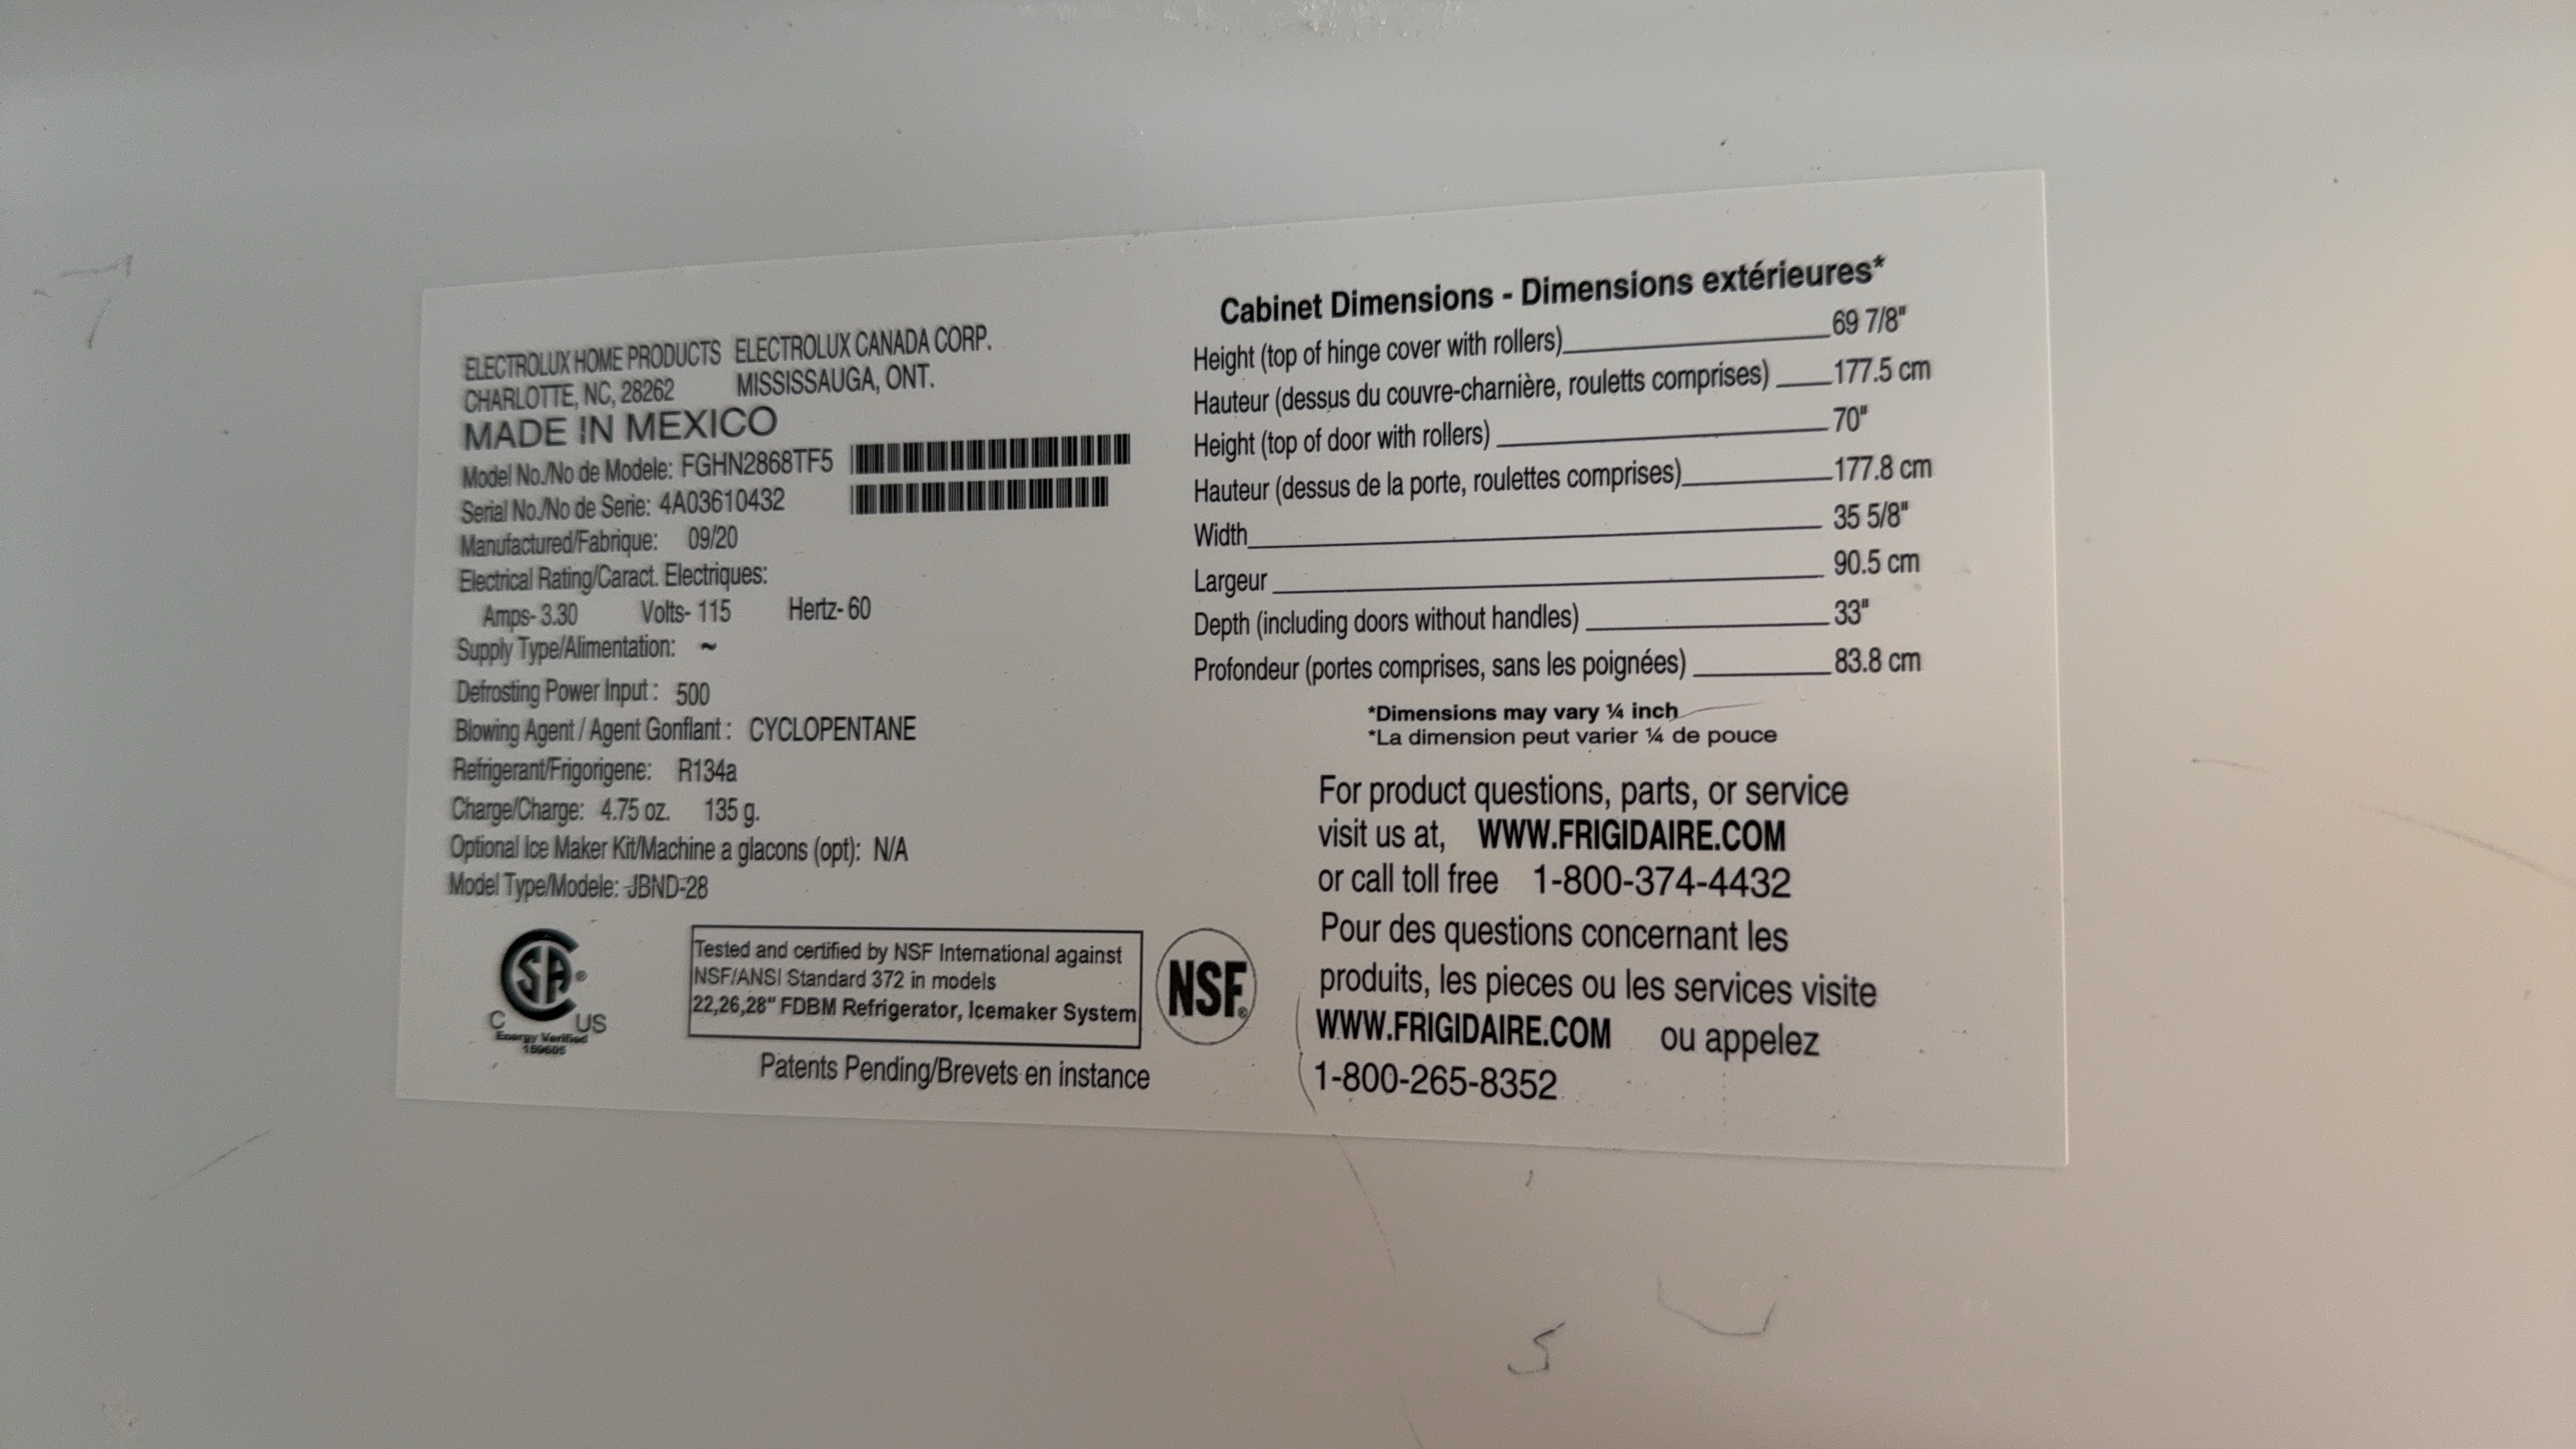 ELECTROLUX HOME PRODUCTS ELECTROLUX CANADA CORP.
CHARLOTTE, NC, 28262 MISSISSAUGA, ONT.
MADE IN MEXICO
Model No./No de Modele: FGHN2868TF5
Serial No./No de Serie: 4A03610432
Manufactured/Fabrique: 09/20
Electrical Rating/Caract. Electriques:
Amps- 3.30 Volts- 115 Hertz- 60
Supply Type/Alimentation: ~
Defrosting Power Input : 500
Blowing Agent / Agent Gonflant : CYCLOPENTANE
Refrigerant/Frigorigene: R134a
Charge/Charge: 4.75 oz. 135 g.
Optional Ice Maker Kit/Machine a glacons (opt): N/A
Model Type/Modele: JBND-28
CSA®
C US
Energy Verified
159605
Tested and certified by NSF International against
NSF/ANSI Standard 372 in models
22,26,28" FDBM Refrigerator, Icemaker System
NSF®
Patents Pending/Brevets en instance
Cabinet Dimensions - Dimensions extérieures*
Height (top of hinge cover with rollers) 69 7/8"
Hauteur (dessus du couvre-charnière, rouletts comprises) 177.5 cm
Height (top of door with rollers) 70"
Hauteur (dessus de la porte, roulettes comprises) 177.8 cm
Width 35 5/8"
Largeur 90.5 cm
Depth (including doors without handles) 33"
Profondeur (portes comprises, sans les poignées) 83.8 cm
*Dimensions may vary ¼ inch
*La dimension peut varier ¼ de pouce
For product questions, parts, or service
visit us at, WWW.FRIGIDAIRE.COM
or call toll free 1-800-374-4432
Pour des questions concernant les
produits, les pieces ou les services visite
WWW.FRIGIDAIRE.COM ou appelez
1-800-265-8352